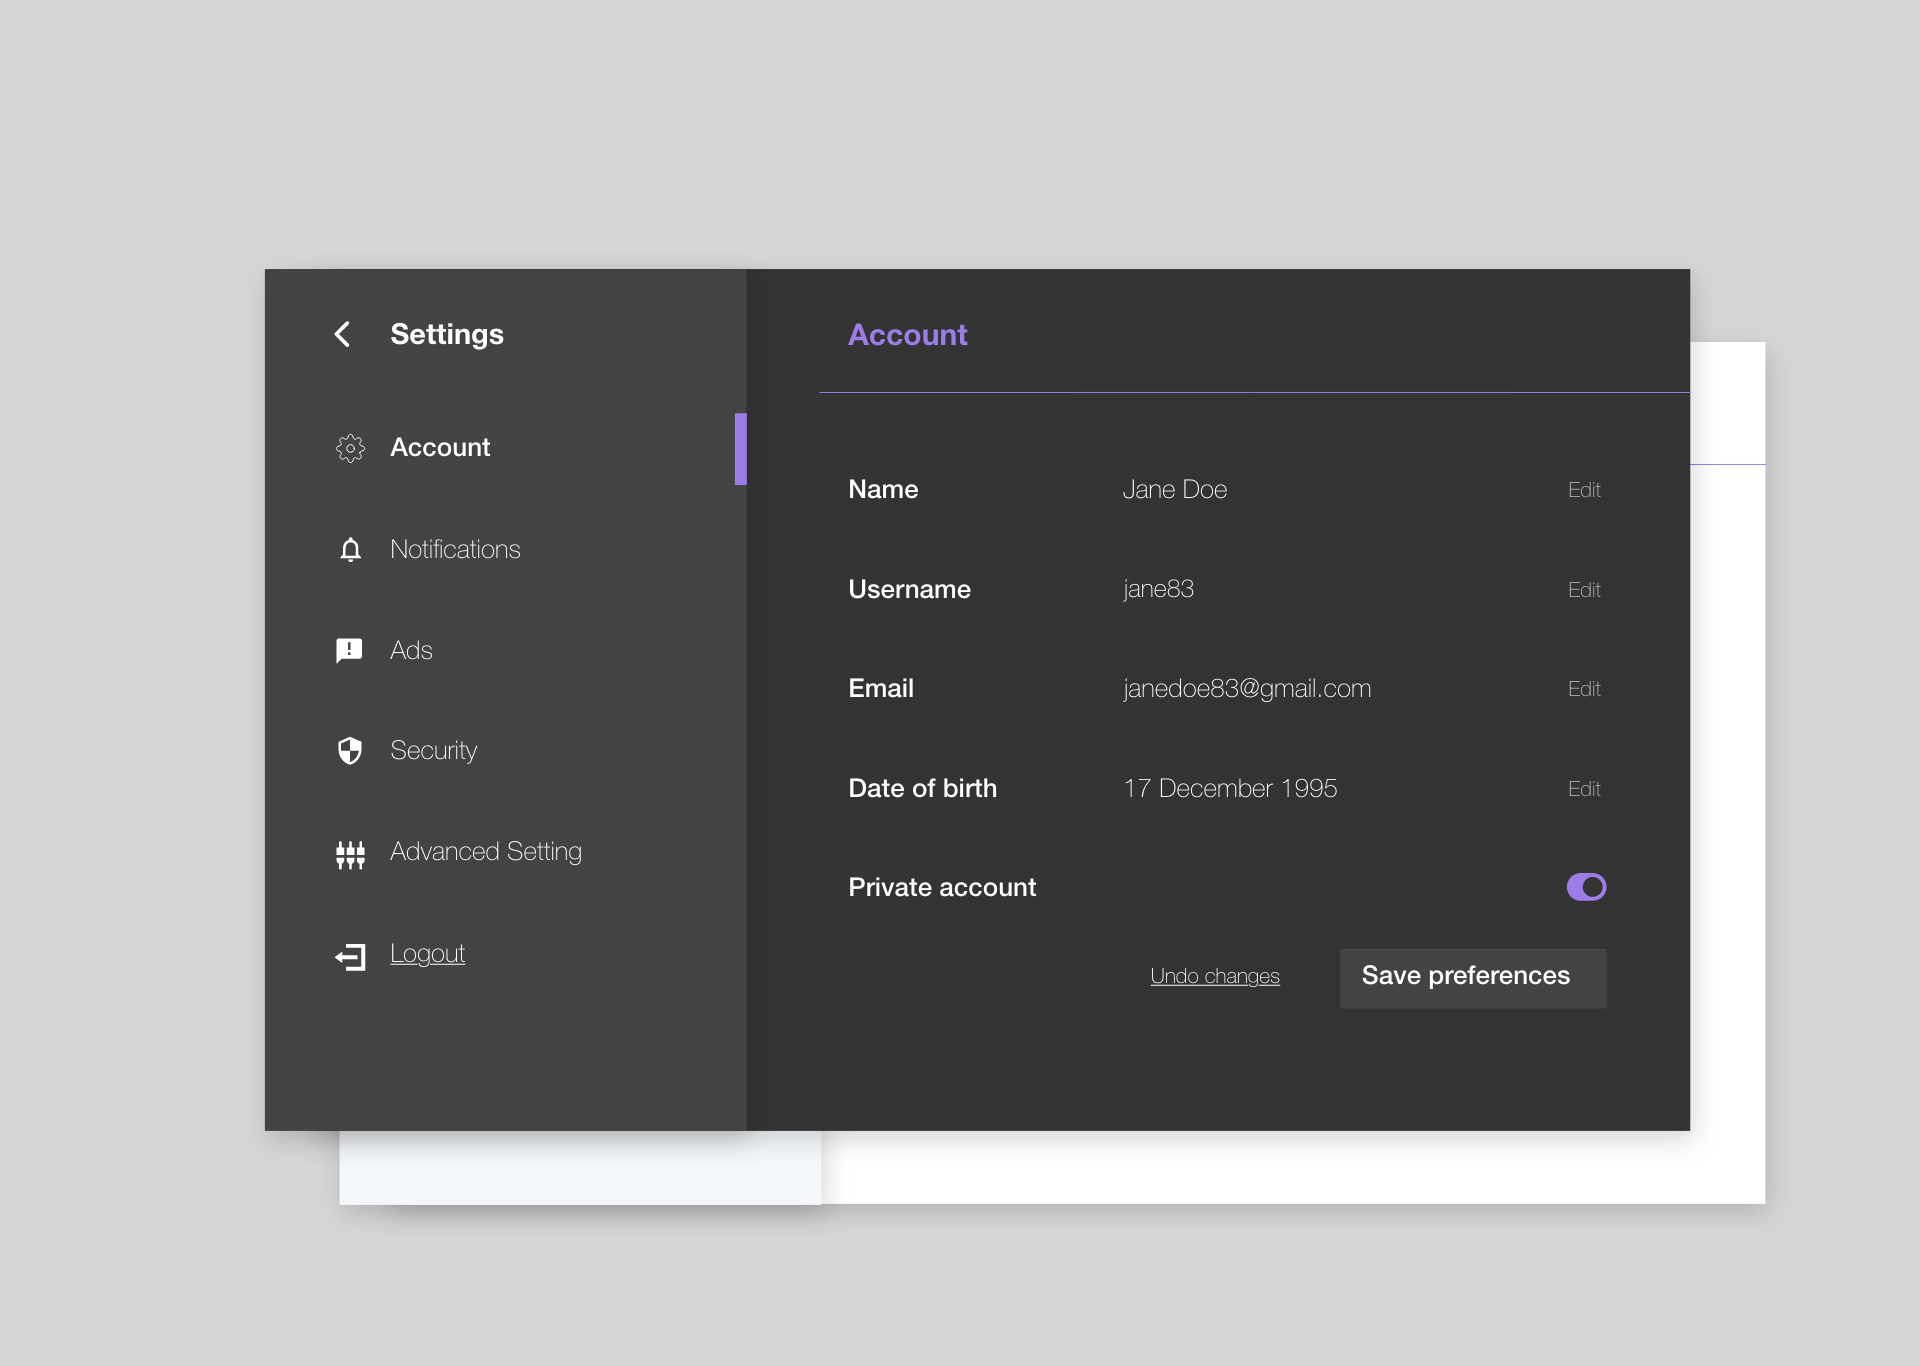 Settings
Account
Notifications
Ads
Security
Advanced Setting
Logout
Account
Name Jane Doe Edit
Username jane83 Edit
Email janedoe83@gmail.com Edit
Date of birth 17 December 1995 Edit
Private account
Undo changes Save preferences